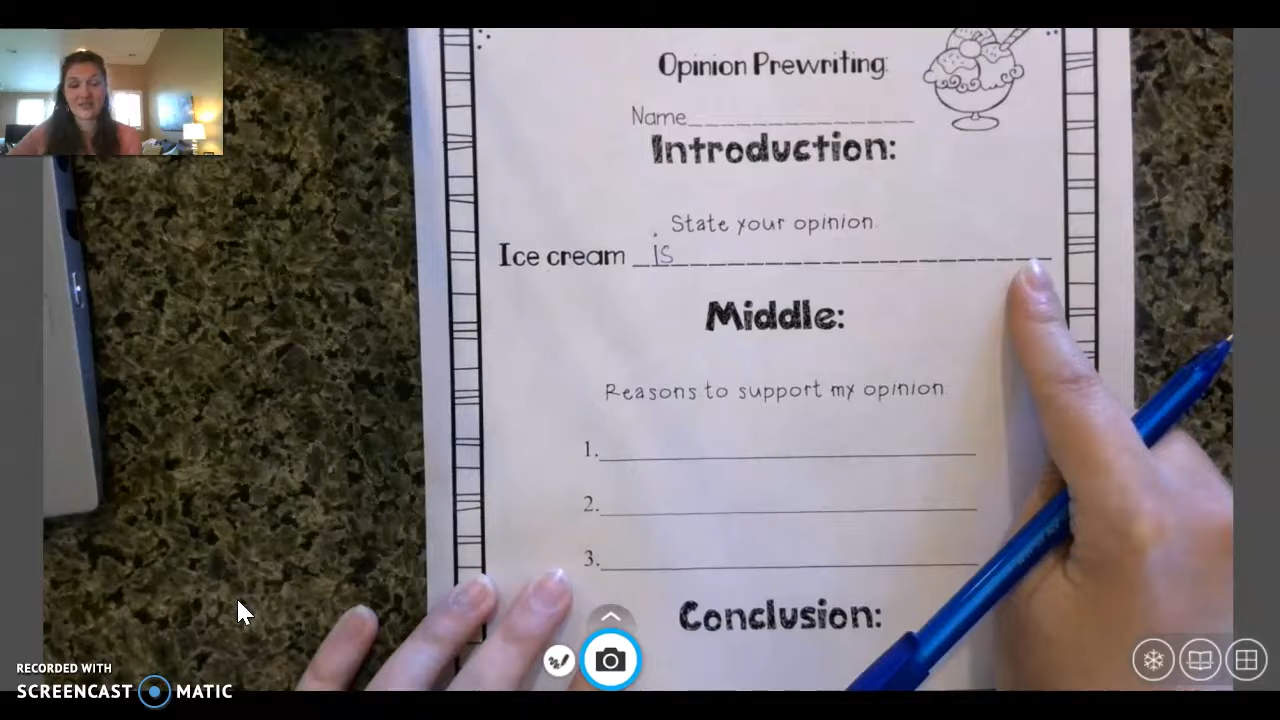 Opinion Prewriting
Name
Introduction:
State your opinion.
Ice cream is
Middle:
Reasons to support my opinion
1.
2.
3.
Conclusion:
RECORDED WITH
SCREENCAST MATIC